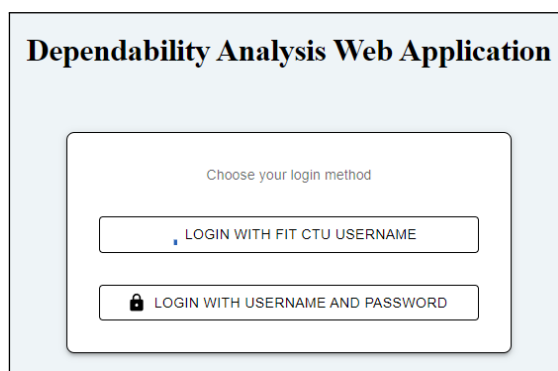 Dependability Analysis Web Application
Choose your login method
LOGIN WITH FIT CTU USERNAME
LOGIN WITH USERNAME AND PASSWORD